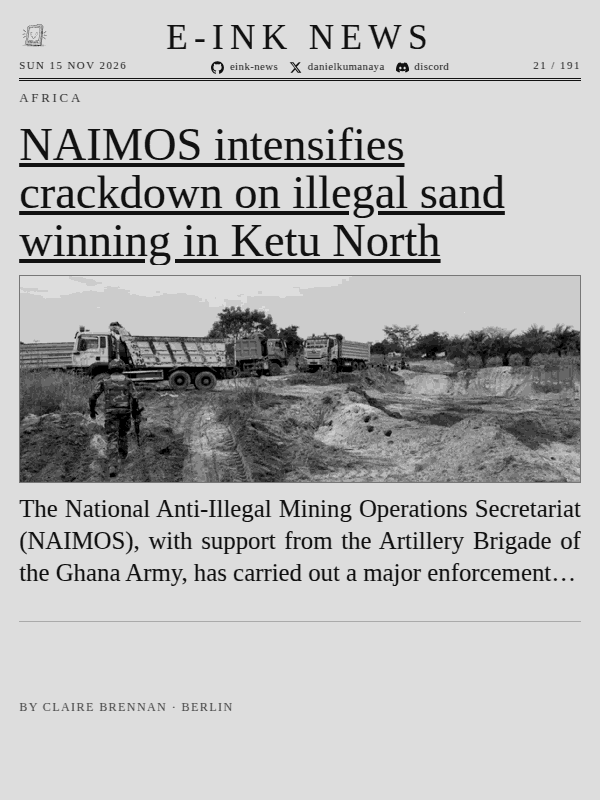 E-INK NEWS
SUN 15 NOV 2026
eink-news danielkumanaya discord
21 / 191
AFRICA
NAIMOS intensifies
crackdown on illegal sand
winning in Ketu North
The National Anti-Illegal Mining Operations Secretariat
(NAIMOS), with support from the Artillery Brigade of
the Ghana Army, has carried out a major enforcement…
BY CLAIRE BRENNAN · BERLIN